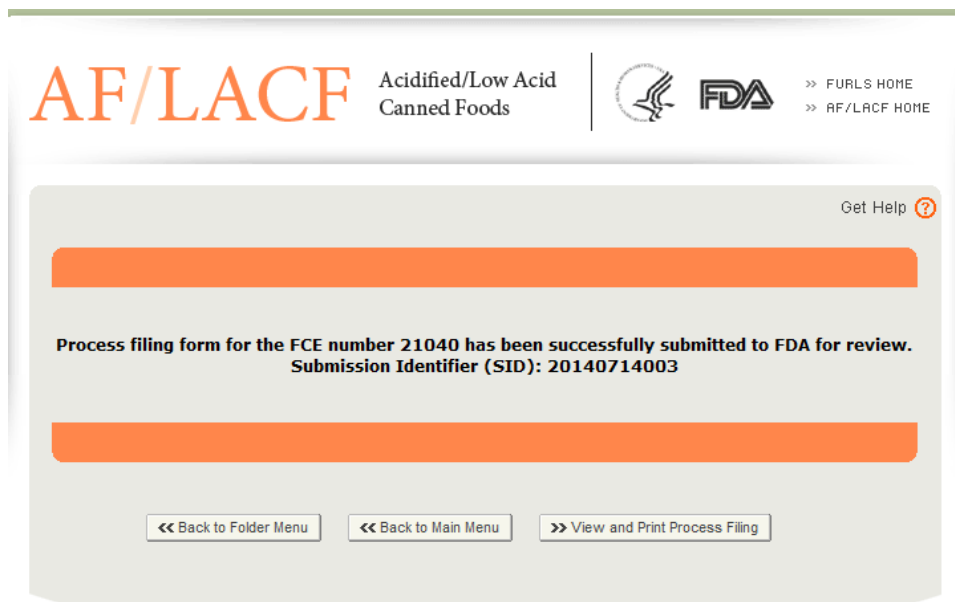 AF/LACF
Acidified/Low Acid
Canned Foods
FDA
>> FURLS HOME
>> AF/LACF HOME
Get Help ?
Process filing form for the FCE number 21040 has been successfully submitted to FDA for review.
Submission Identifier (SID): 20140714003
<< Back to Folder Menu
<< Back to Main Menu
>> View and Print Process Filing